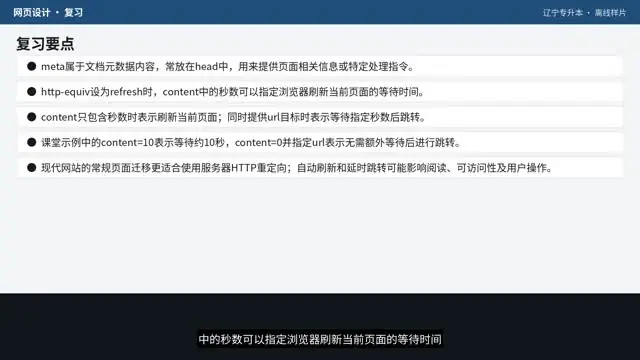 网页设计 · 复习
辽宁专升本 · 离线样片
复习要点
● meta属于文档元数据内容，常放在head中，用来提供页面相关信息或特定处理指令。
● http-equiv设为refresh时，content中的秒数可以指定浏览器刷新当前页面的等待时间。
● content只包含秒数时表示刷新当前页面；同时提供url目标时表示等待指定秒数后跳转。
● 课堂示例中的content=10表示等待约10秒，content=0并指定url表示无需额外等待后进行跳转。
● 现代网站的常规页面迁移更适合使用服务器HTTP重定向；自动刷新和延时跳转可能影响阅读、可访问性及用户操作。
中的秒数可以指定浏览器刷新当前页面的等待时间